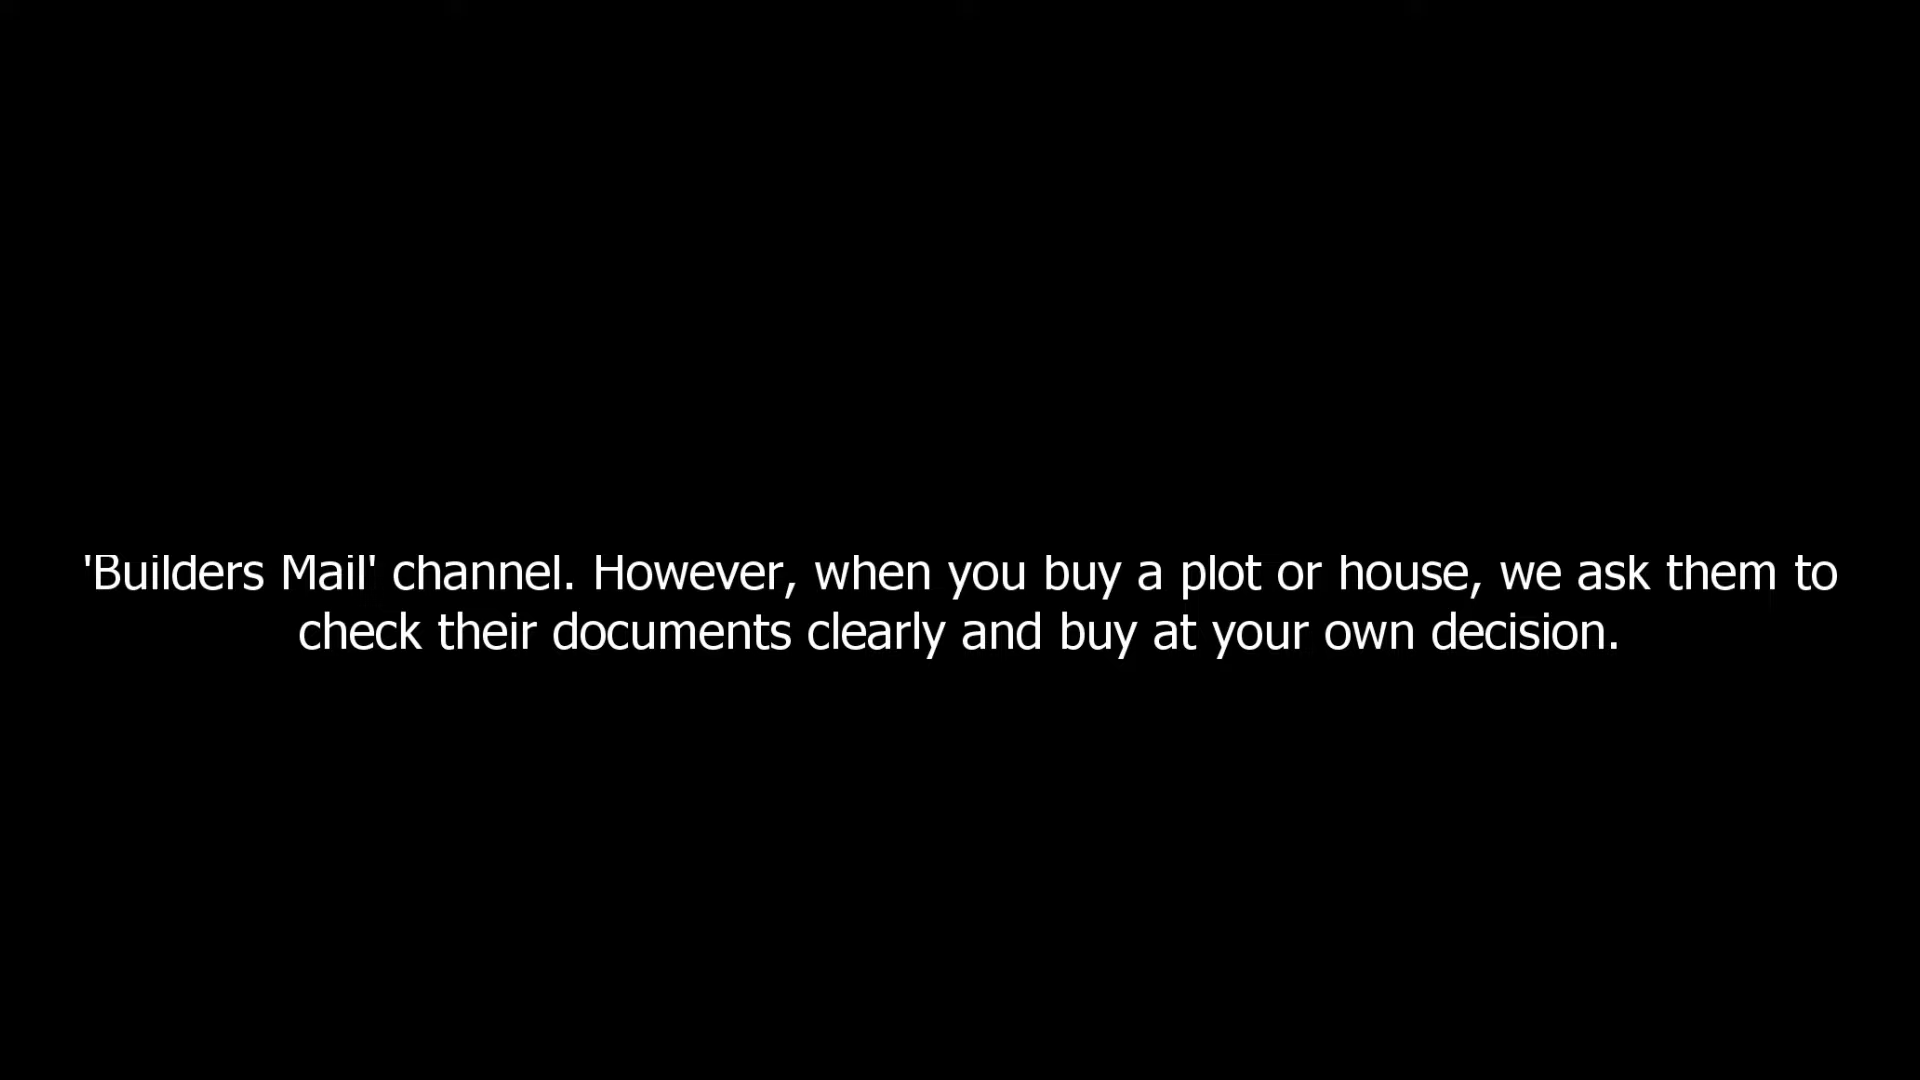 'Builders Mail' channel. However, when you buy a plot or house, we ask them to
check their documents clearly and buy at your own decision.